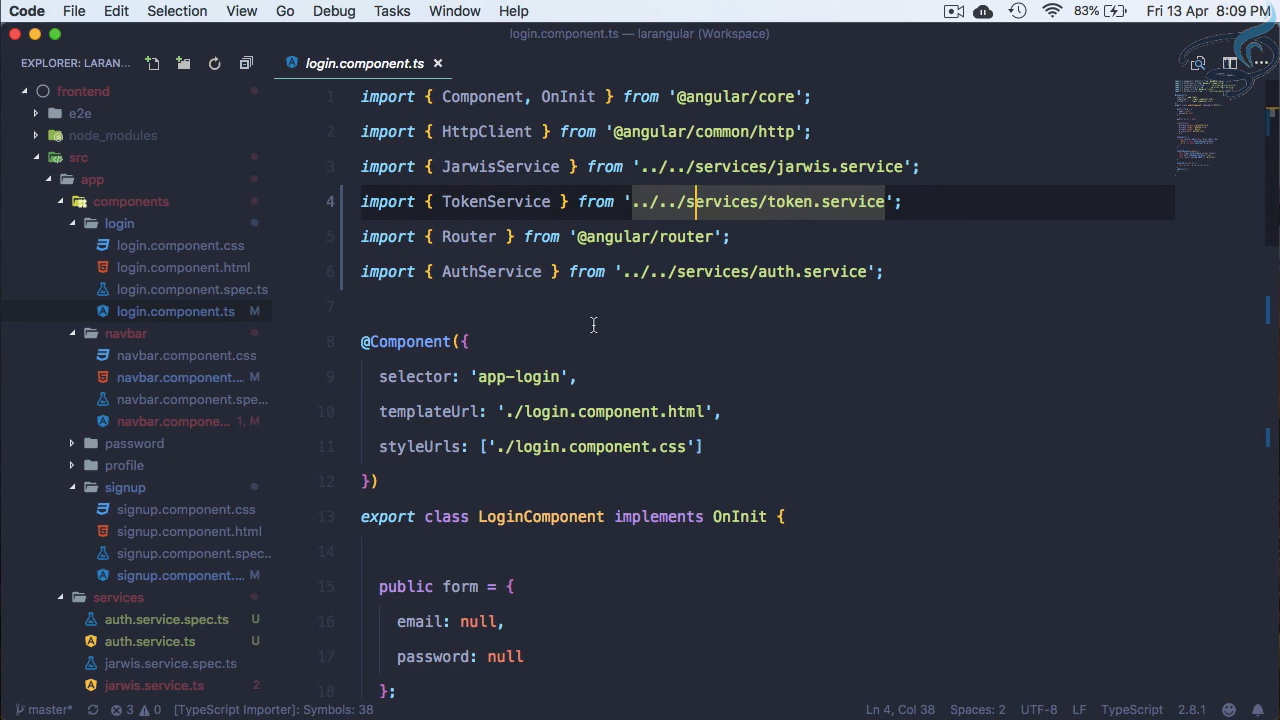 Code File Edit Selection View Go Debug Tasks Window Help 83% Fri 13 Apr 8:09 PM
login.component.ts — larangular (Workspace)
EXPLORER: LARAN... login.component.ts
frontend
e2e
node_modules
src
app
components
login
login.component.css
login.component.html
login.component.spec.ts
login.component.ts M
navbar
navbar.component.css
navbar.component.... M
navbar.component.spe...
navbar.compone... 1, M
password
profile
signup
signup.component.css
signup.component.html
signup.component.spec..
signup.component.... M
services
auth.service.spec.ts U
auth.service.ts U
jarwis.service.spec.ts
jarwis.service.ts 2
1 import { Component, OnInit } from '@angular/core';
2 import { HttpClient } from '@angular/common/http';
3 import { JarwisService } from '../../services/jarwis.service';
4 import { TokenService } from '../../services/token.service';
5 import { Router } from '@angular/router';
6 import { AuthService } from '../../services/auth.service';
7
8 @Component({
9 selector: 'app-login',
10 templateUrl: './login.component.html',
11 styleUrls: ['./login.component.css']
12 })
13 export class LoginComponent implements OnInit {
14
15 public form = {
16 email: null,
17 password: null
18 };
master* 3 0 [TypeScript Importer]: Symbols: 38 Ln 4, Col 38 Spaces: 2 UTF-8 LF TypeScript 2.8.1